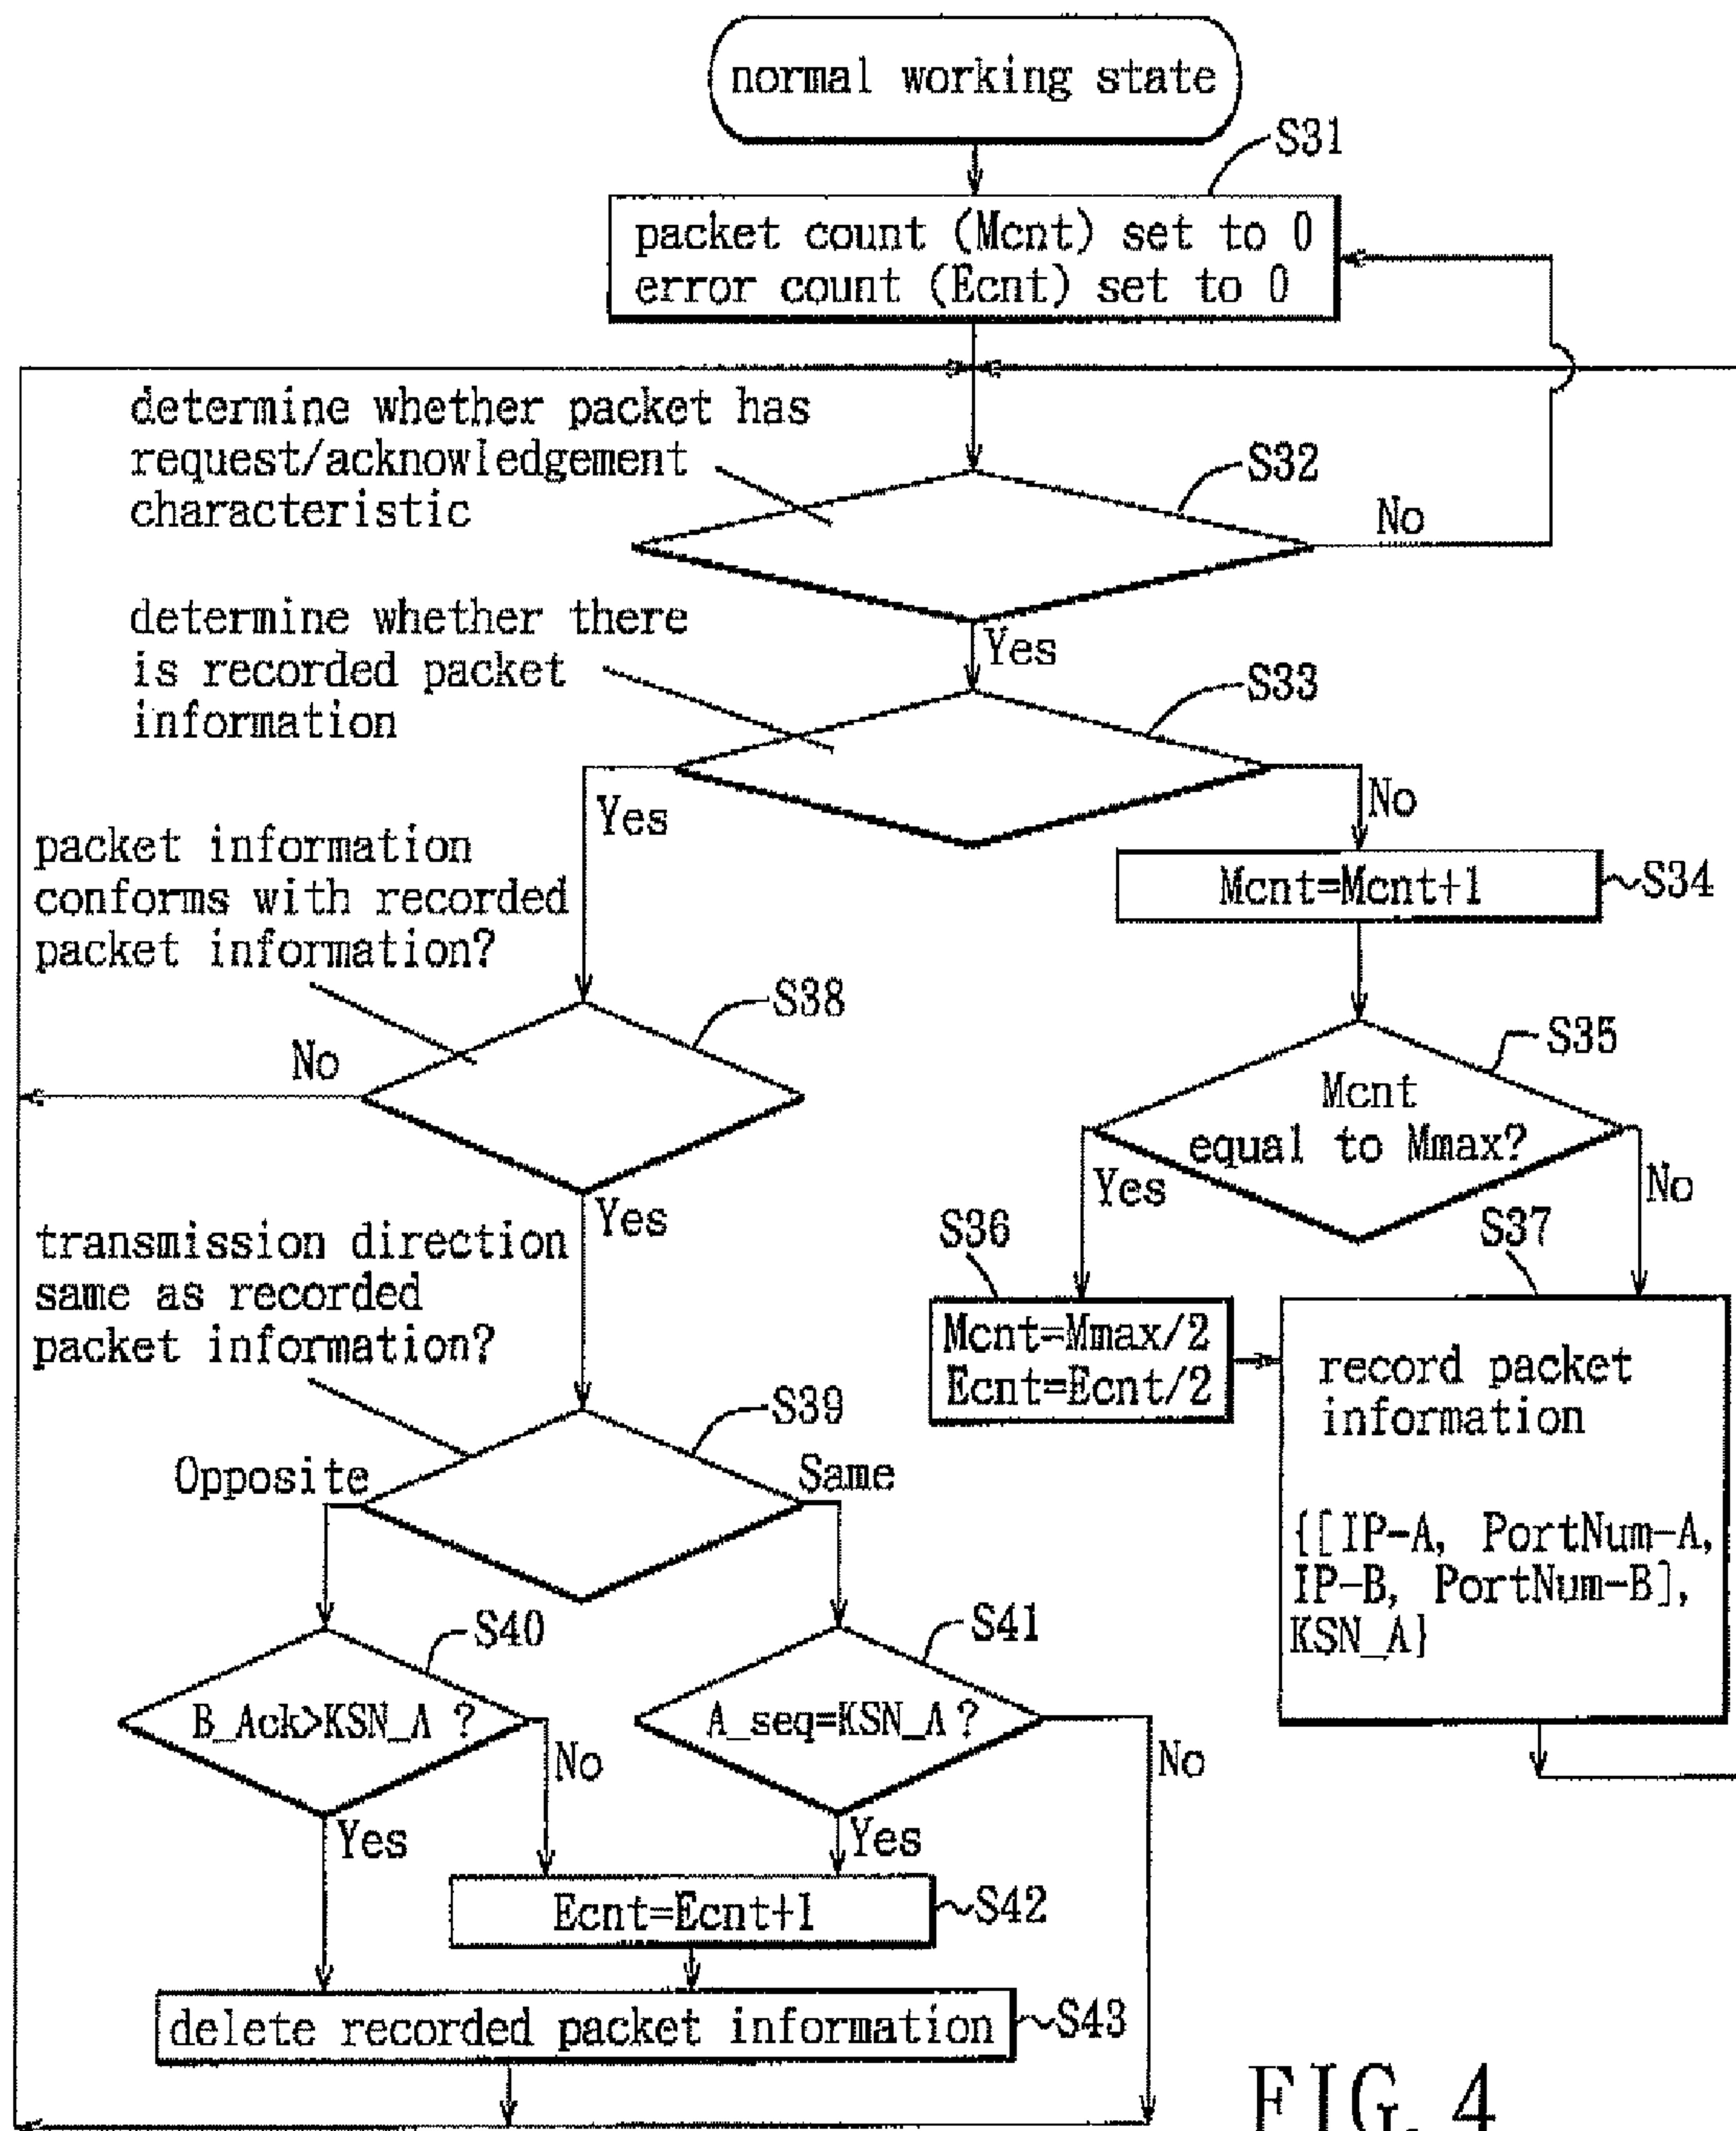 normal working state
S31
packet count (Mcnt) set to 0
error count (Ecnt) set to 0
determine whether packet has
request/acknowledgement
characteristic
S32
No
Yes
determine whether there
is recorded packet
information
S33
Yes
No
packet information
conforms with recorded
packet information?
Mcnt=Mcnt+1
S34
S38
No
Yes
S35
Mcnt
equal to Mmax?
Yes
No
transmission direction
same as recorded
packet information?
S36
Mcnt=Mmax/2
Ecnt=Ecnt/2
S37
record packet
information
{[IP-A, PortNum-A,
IP-B, PortNum-B],
KSN_A}
S39
Opposite
Same
S40
B_Ack>KSN_A ?
No
Yes
S41
A_seq=KSN_A ?
No
Yes
Ecnt=Ecnt+1
S42
delete recorded packet information
S43
FIG. 4